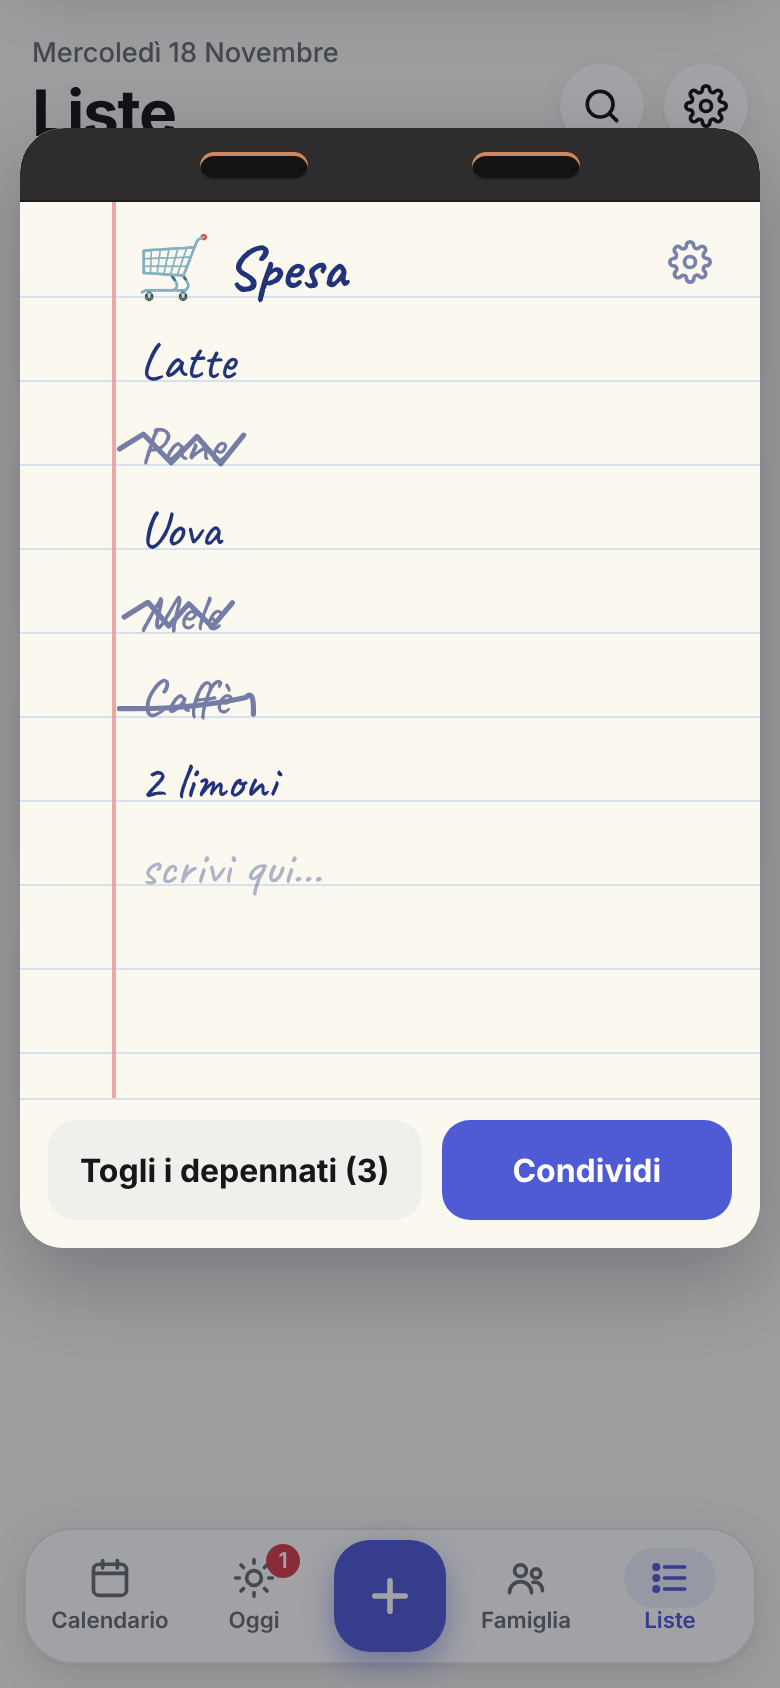 Mercoledì 18 Novembre
Liste
Spesa
Latte
Pane
Uova
Mele
Caffè
2 limoni
scrivi qui...
Togli i depennati (3)
Condividi
1
Calendario
Oggi
Famiglia
Liste